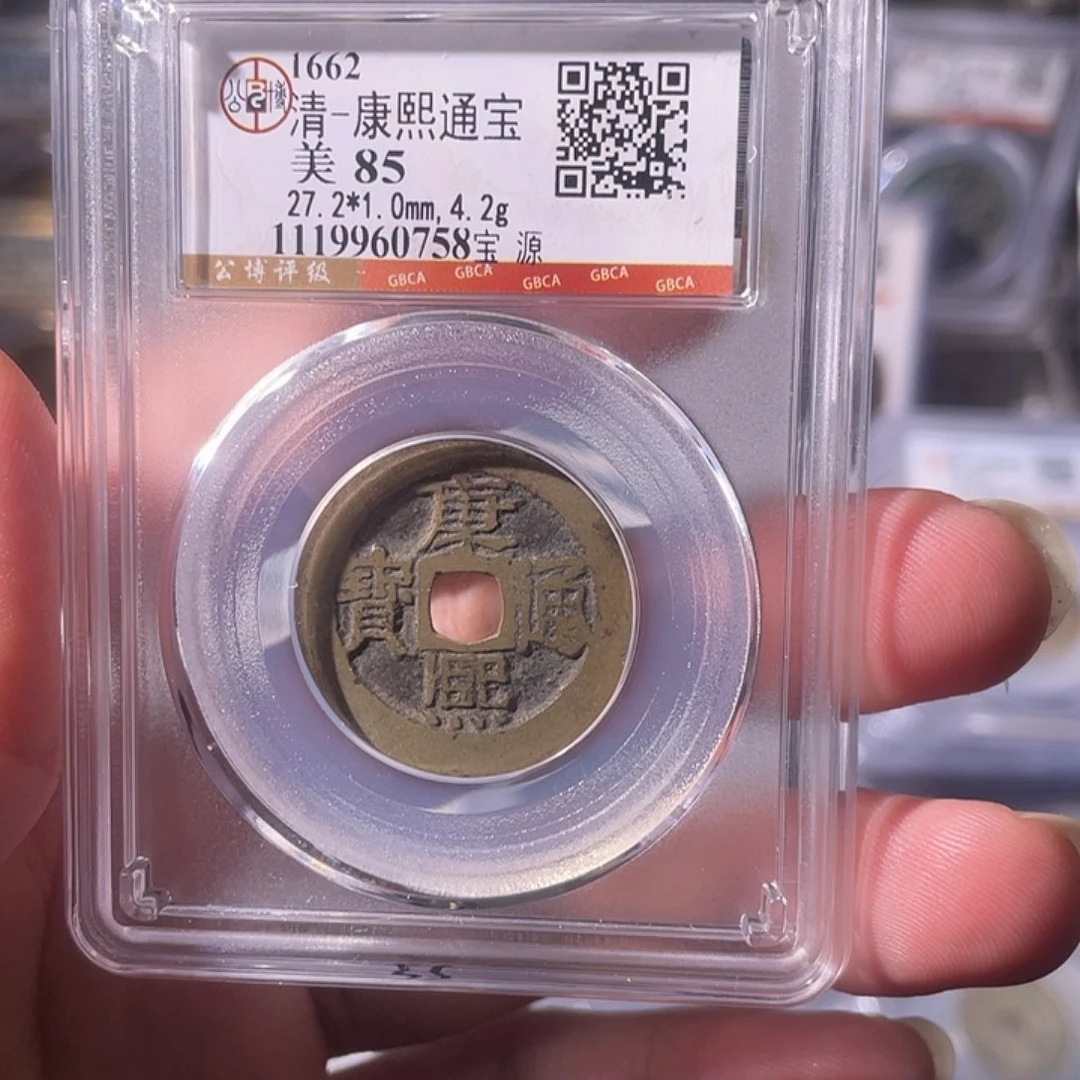 1662
公博
清-康熙通宝
美 85
27.2*1.0mm,4.2g
1119960758宝 源
公博评级 GBCA GBCA GBCA GBCA GBCA
康
寶 通
熙